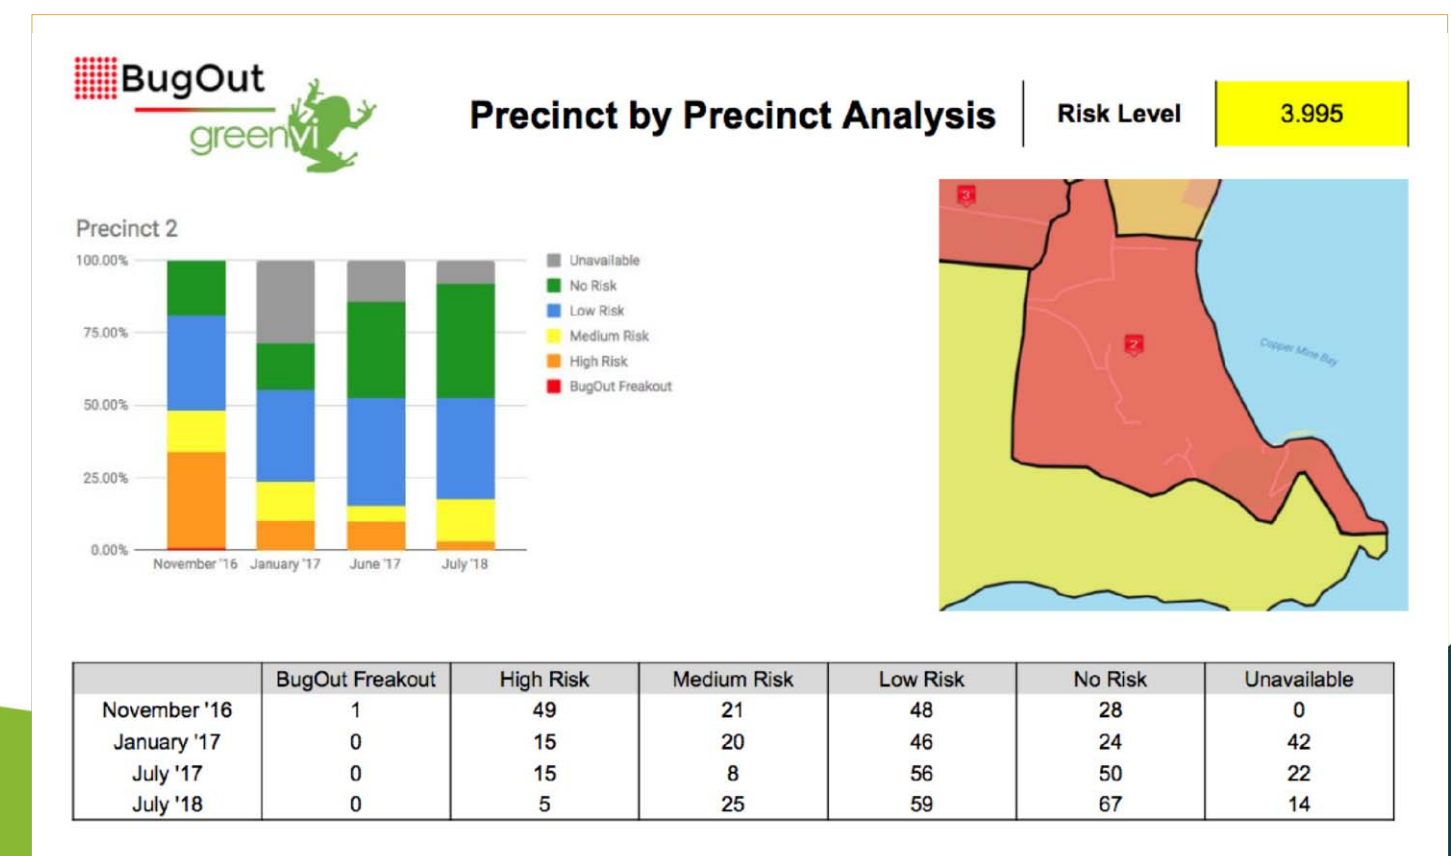 BugOut
greenvi
Precinct by Precinct Analysis
Risk Level
3.995
Precinct 2
100.00%
75.00%
50.00%
25.00%
0.00%
November '16 January '17 June '17 July '18
Unavailable
No Risk
Low Risk
Medium Risk
High Risk
BugOut Freakout
3
2
Copper Mine Bay
BugOut Freakout High Risk Medium Risk Low Risk No Risk Unavailable
November '16 1 49 21 48 28 0
January '17 0 15 20 46 24 42
July '17 0 15 8 56 50 22
July '18 0 5 25 59 67 14